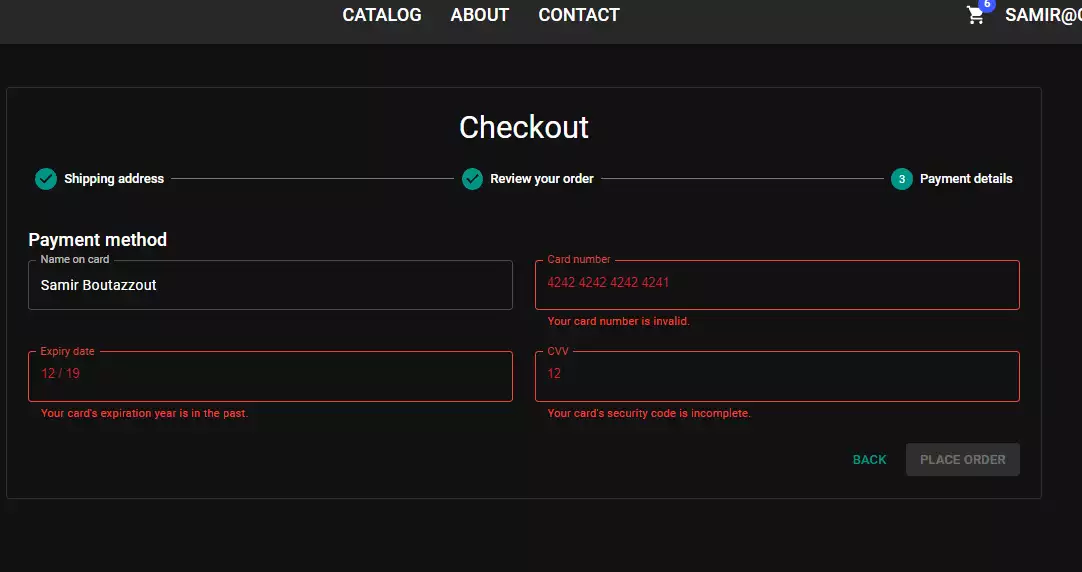 CATALOG ABOUT CONTACT 6 SAMIR@
Checkout
Shipping address Review your order 3 Payment details
Payment method
Name on card Card number
Samir Boutazzout 4242 4242 4242 4241
Your card number is invalid.
Expiry date CVV
12 / 19 12
Your card's expiration year is in the past. Your card's security code is incomplete.
BACK PLACE ORDER